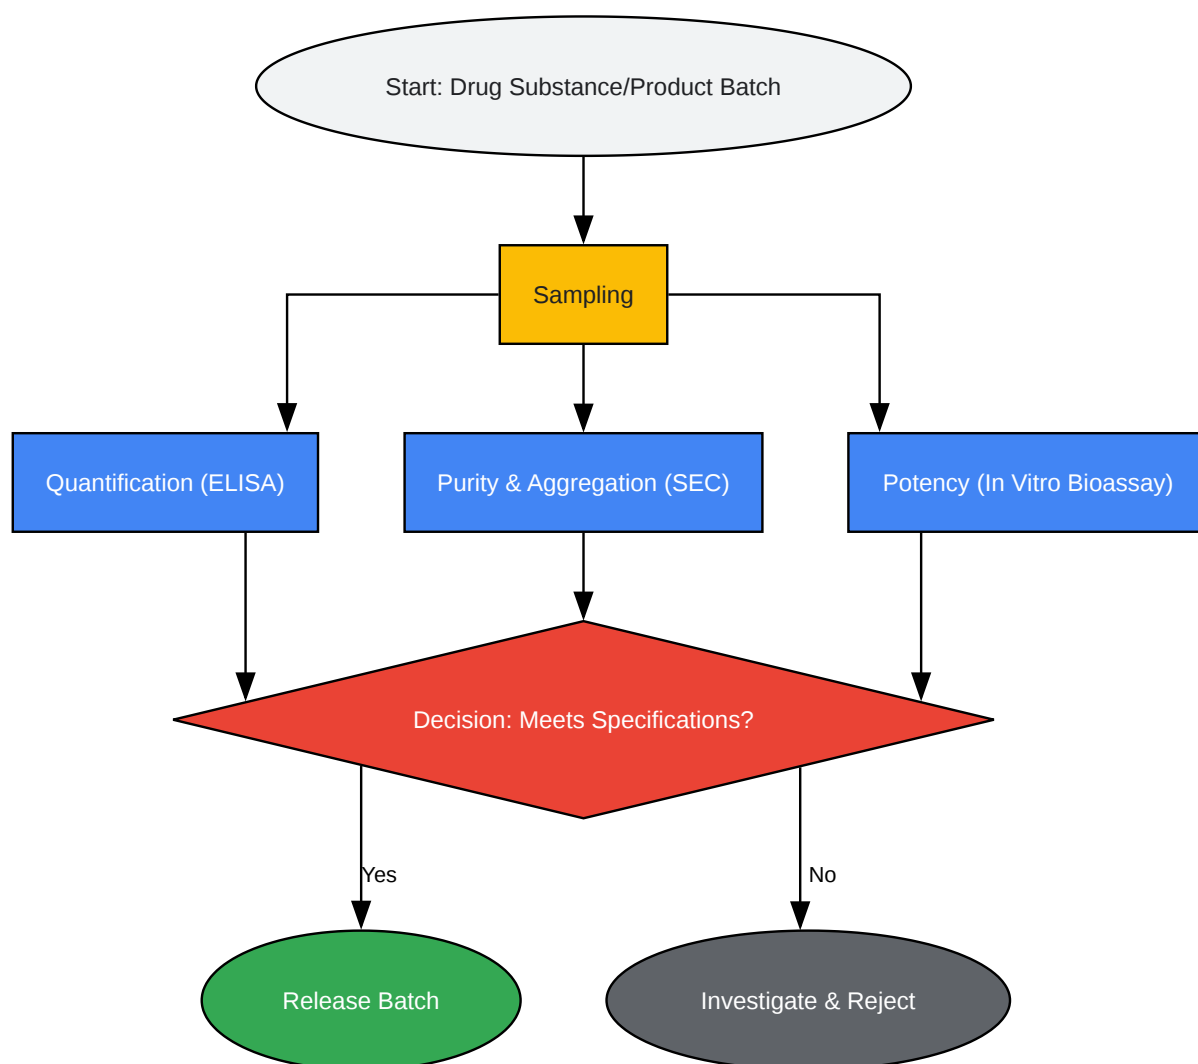 Start: Drug Substance/Product Batch
Sampling
Quantification (ELISA)
Purity & Aggregation (SEC)
Potency (In Vitro Bioassay)
Decision: Meets Specifications?
Yes
No
Release Batch
Investigate & Reject